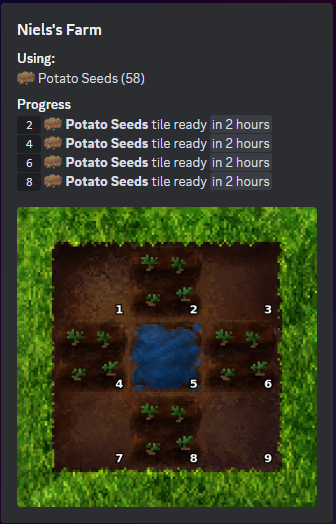 Niels's Farm
Using:
Potato Seeds (58)
Progress
2 Potato Seeds tile ready in 2 hours
4 Potato Seeds tile ready in 2 hours
6 Potato Seeds tile ready in 2 hours
8 Potato Seeds tile ready in 2 hours
1 2 3
4 5 6
7 8 9